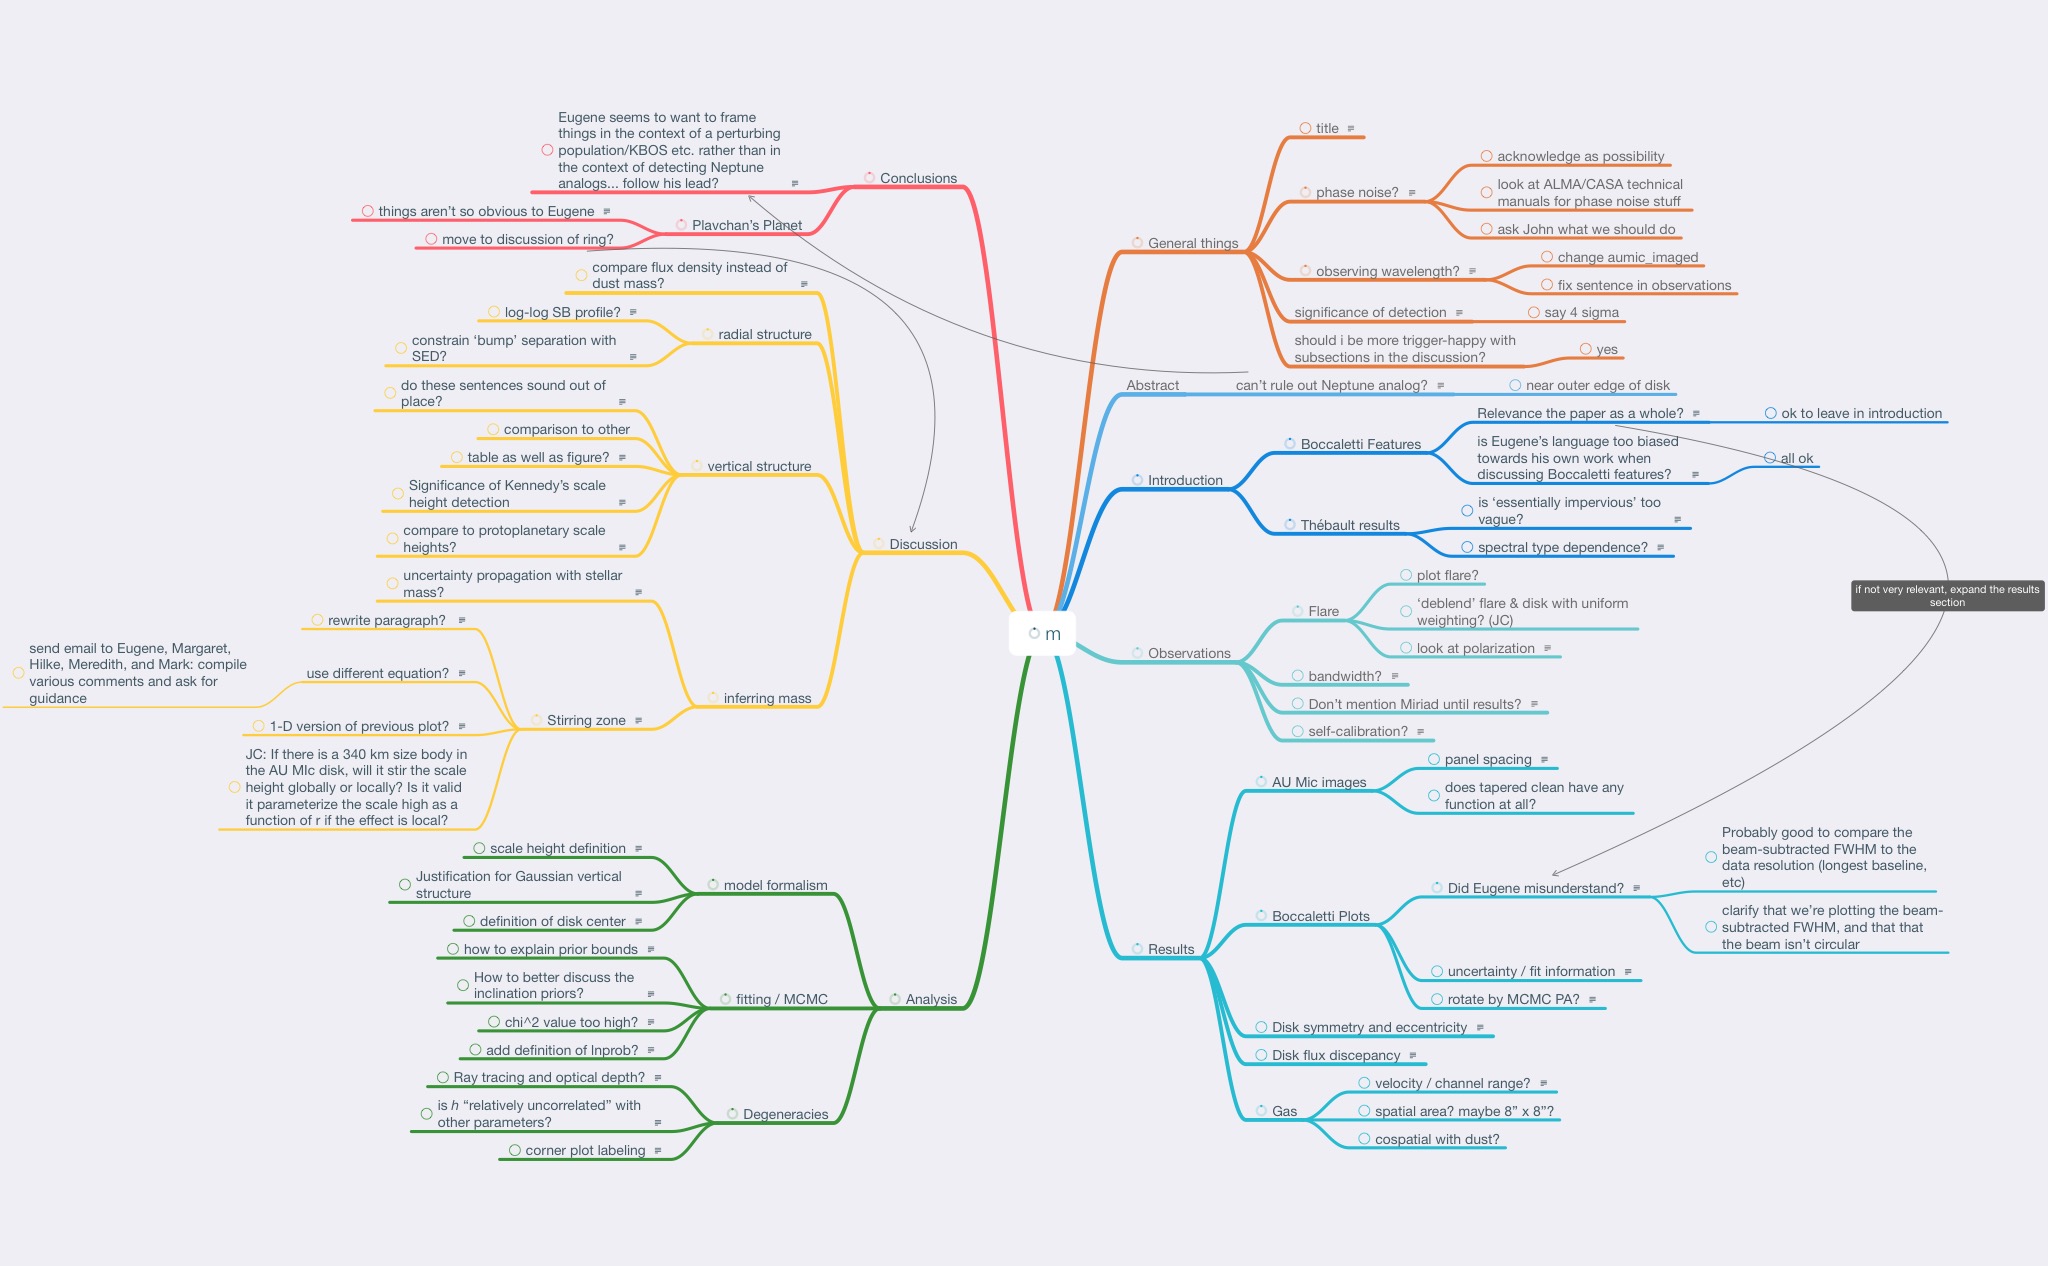 m
Conclusions
Eugene seems to want to frame
things in the context of a perturbing
population/KBOS etc. rather than in
the context of detecting Neptune
analogs... follow his lead?
Plavchan's Planet
things aren't so obvious to Eugene
move to discussion of ring?
Discussion
compare flux density instead of
dust mass?
radial structure
log-log SB profile?
constrain ‘bump’ separation with
SED?
vertical structure
do these sentences sound out of
place?
comparison to other
table as well as figure?
Significance of Kennedy's scale
height detection
compare to protoplanetary scale
heights?
inferring mass
uncertainty propagation with stellar
mass?
Stirring zone
rewrite paragraph?
use different equation?
send email to Eugene, Margaret,
Hilke, Meredith, and Mark: compile
various comments and ask for
guidance
1-D version of previous plot?
JC: If there is a 340 km size body in
the AU MIc disk, will it stir the scale
height globally or locally? Is it valid
it parameterize the scale high as a
function of r if the effect is local?
Analysis
model formalism
scale height definition
Justification for Gaussian vertical
structure
definition of disk center
fitting / MCMC
how to explain prior bounds
How to better discuss the
inclination priors?
chi^2 value too high?
add definition of lnprob?
Degeneracies
Ray tracing and optical depth?
is h “relatively uncorrelated” with
other parameters?
corner plot labeling
General things
title
phase noise?
acknowledge as possibility
look at ALMA/CASA technical
manuals for phase noise stuff
ask John what we should do
observing wavelength?
change aumic_imaged
fix sentence in observations
significance of detection
say 4 sigma
should i be more trigger-happy with
subsections in the discussion?
yes
Abstract
can't rule out Neptune analog?
near outer edge of disk
Introduction
Boccaletti Features
Relevance the paper as a whole?
ok to leave in introduction
is Eugene's language too biased
towards his own work when
discussing Boccaletti features?
all ok
Thébault results
is ‘essentially impervious’ too
vague?
spectral type dependence?
if not very relevant, expand the results
section
Observations
Flare
plot flare?
‘deblend’ flare & disk with uniform
weighting? (JC)
look at polarization
bandwidth?
Don't mention Miriad until results?
self-calibration?
Results
AU Mic images
panel spacing
does tapered clean have any
function at all?
Boccaletti Plots
Did Eugene misunderstand?
Probably good to compare the
beam-subtracted FWHM to the
data resolution (longest baseline,
etc)
clarify that we're plotting the beam-
subtracted FWHM, and that that
the beam isn't circular
uncertainty / fit information
rotate by MCMC PA?
Disk symmetry and eccentricity
Disk flux discepancy
Gas
velocity / channel range?
spatial area? maybe 8” x 8”?
cospatial with dust?